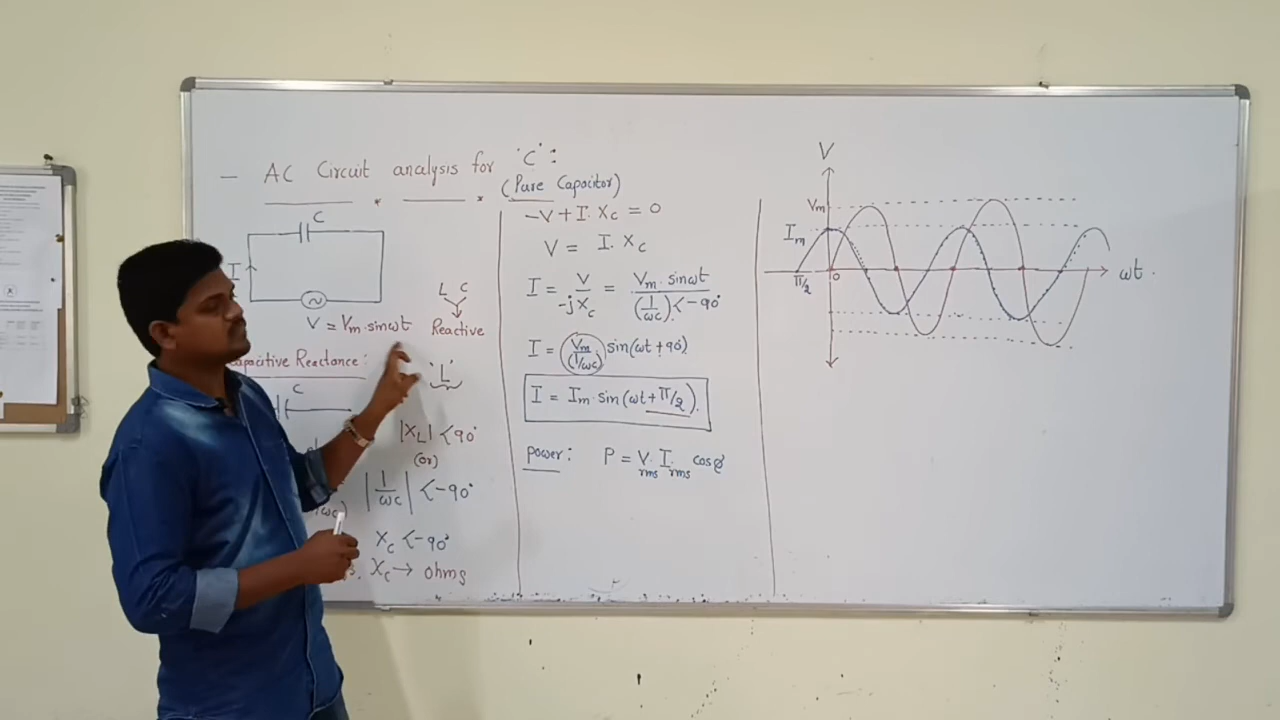 — AC Circuit analysis for 'C':
(Pure Capacitor)
C
I
V = Vm·sinωt
L C
Reactive
Capacitive Reactance:
C
'L'
|XL| < 90°
(or)
|1/ωc| < -90°
Xc < -90°
Xc → ohms
-V + I·Xc = 0
V = I·Xc
I = V/-jXc = Vm·sinωt/(1/ωc) < -90°
I = Vm/(1/ωc) sin(ωt + 90°)
I = Im·sin(ωt + π/2).
Power: P = Vrms·Irms cosφ
V
Vm
Im
π/2
0
ωt.